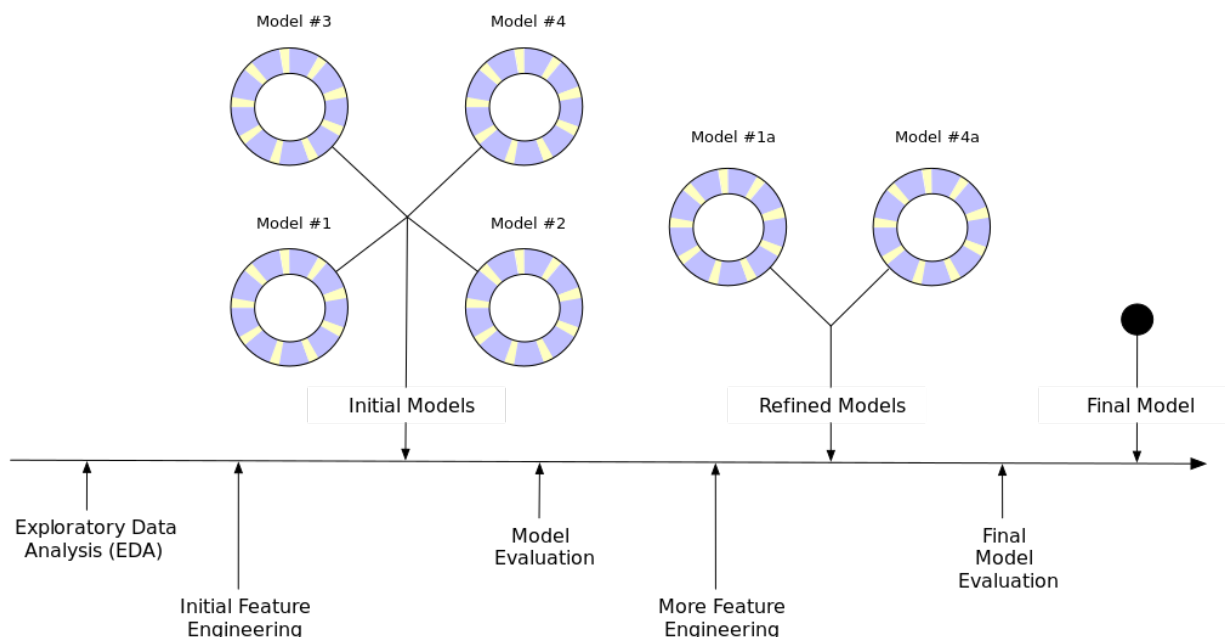 Model #3
Model #4
Model #1a
Model #4a
Model #1
Model #2
Initial Models
Refined Models
Final Model
Exploratory Data
Analysis (EDA)
Model
Evaluation
Final
Model
Evaluation
Initial Feature
Engineering
More Feature
Engineering